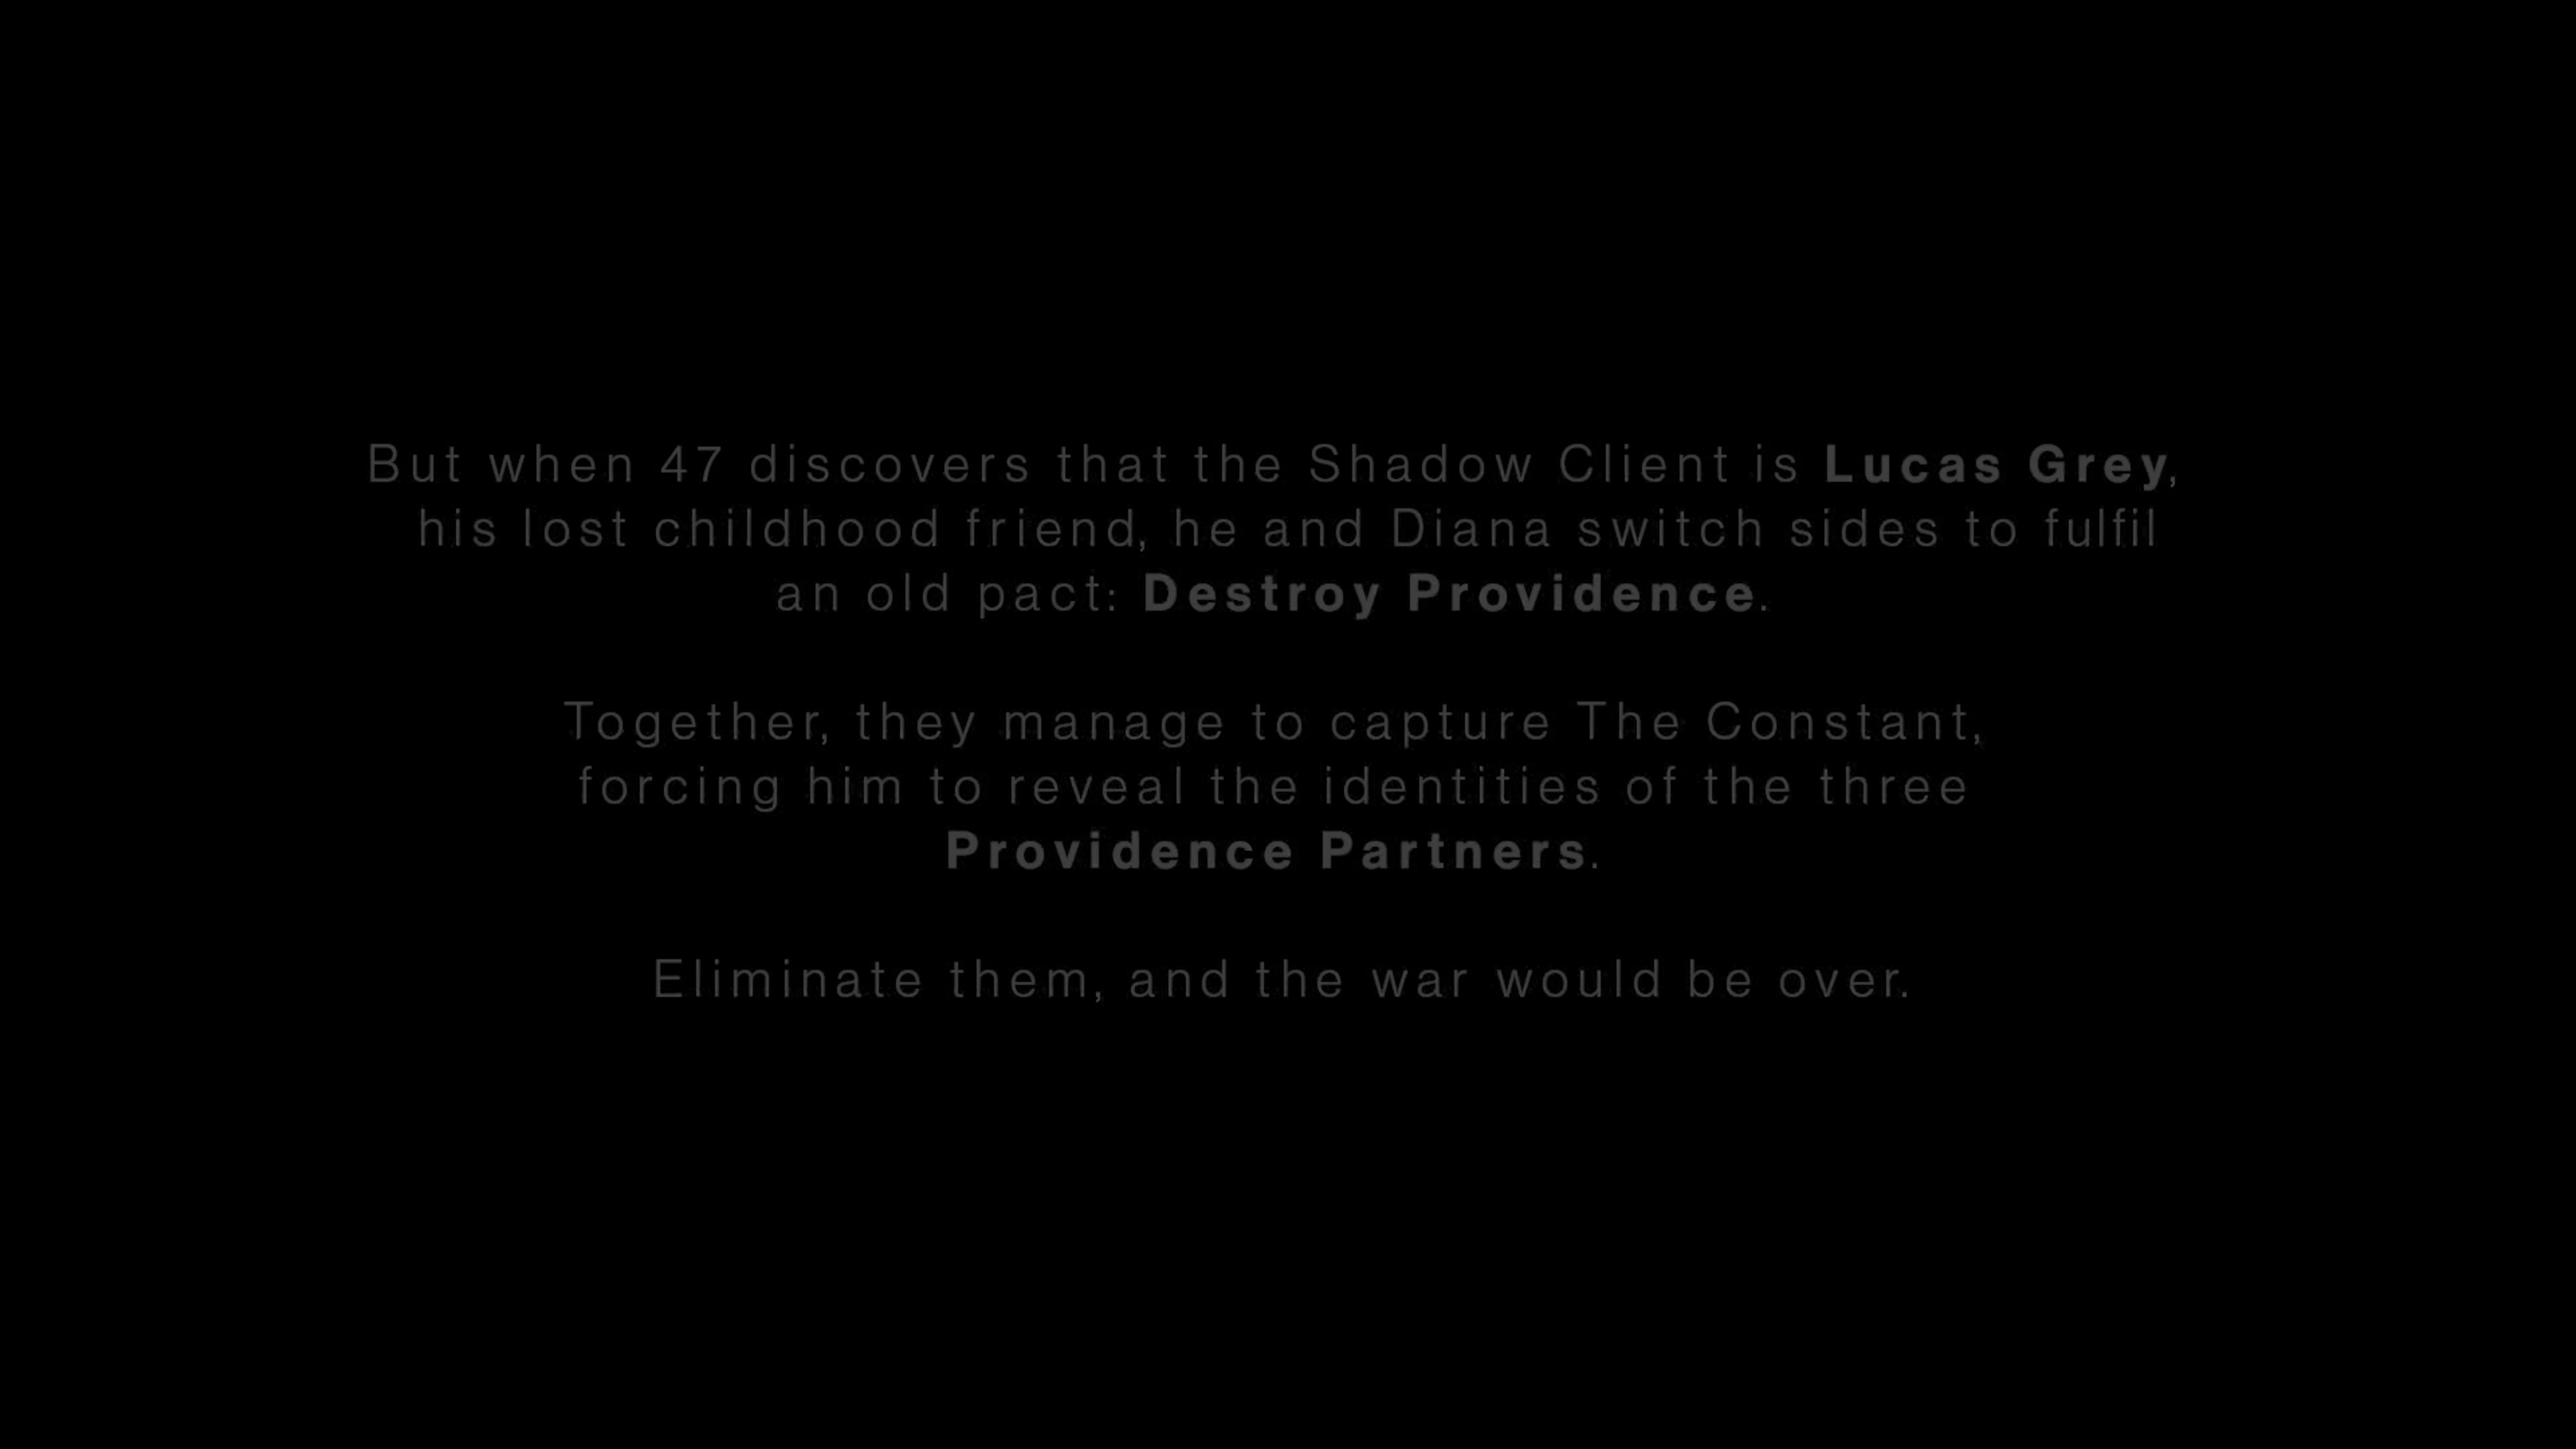 But when 47 discovers that the Shadow Client is Lucas Grey,
his lost childhood friend, he and Diana switch sides to fulfil
an old pact: Destroy Providence.
Together, they manage to capture The Constant,
forcing him to reveal the identities of the three
Providence Partners.
Eliminate them, and the war would be over.